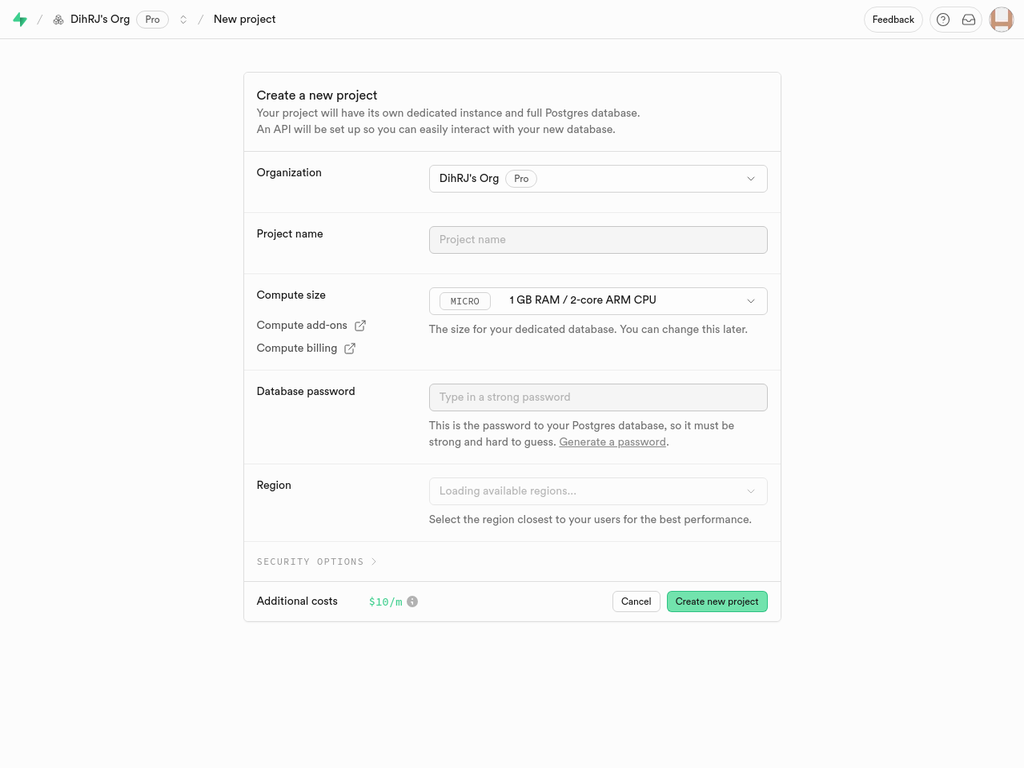 DihRJ's Org Pro New project Feedback
Create a new project
Your project will have its own dedicated instance and full Postgres database.
An API will be set up so you can easily interact with your new database.
Organization
DihRJ's Org Pro
Project name
Project name
Compute size
MICRO 1 GB RAM / 2-core ARM CPU
Compute add-ons
The size for your dedicated database. You can change this later.
Compute billing
Database password
Type in a strong password
This is the password to your Postgres database, so it must be
strong and hard to guess. Generate a password.
Region
Loading available regions...
Select the region closest to your users for the best performance.
SECURITY OPTIONS
Additional costs $10/m Cancel Create new project